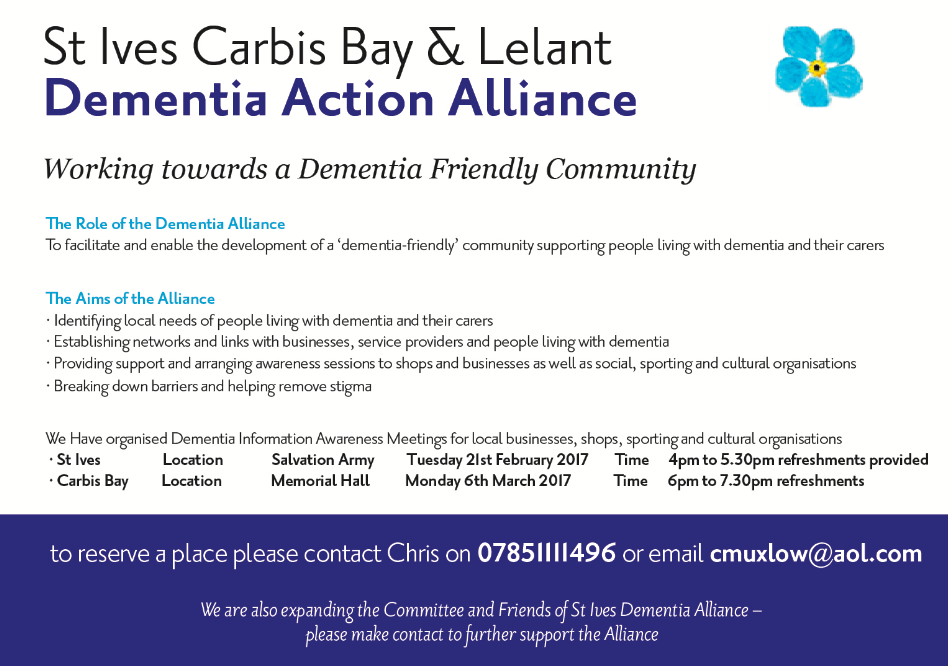 St Ives Carbis Bay & Lelant
Dementia Action Alliance
Working towards a Dementia Friendly Community
The Role of the Dementia Alliance
To facilitate and enable the development of a ‘dementia-friendly’ community supporting people living with dementia and their carers
The Aims of the Alliance
· Identifying local needs of people living with dementia and their carers
· Establishing networks and links with businesses, service providers and people living with dementia
· Providing support and arranging awareness sessions to shops and businesses as well as social, sporting and cultural organisations
· Breaking down barriers and helping remove stigma
We Have organised Dementia Information Awareness Meetings for local businesses, shops, sporting and cultural organisations
· St Ives Location Salvation Army Tuesday 21st February 2017 Time 4pm to 5.30pm refreshments provided
· Carbis Bay Location Memorial Hall Monday 6th March 2017 Time 6pm to 7.30pm refreshments
to reserve a place please contact Chris on 07851111496 or email cmuxlow@aol.com
We are also expanding the Committee and Friends of St Ives Dementia Alliance –
please make contact to further support the Alliance